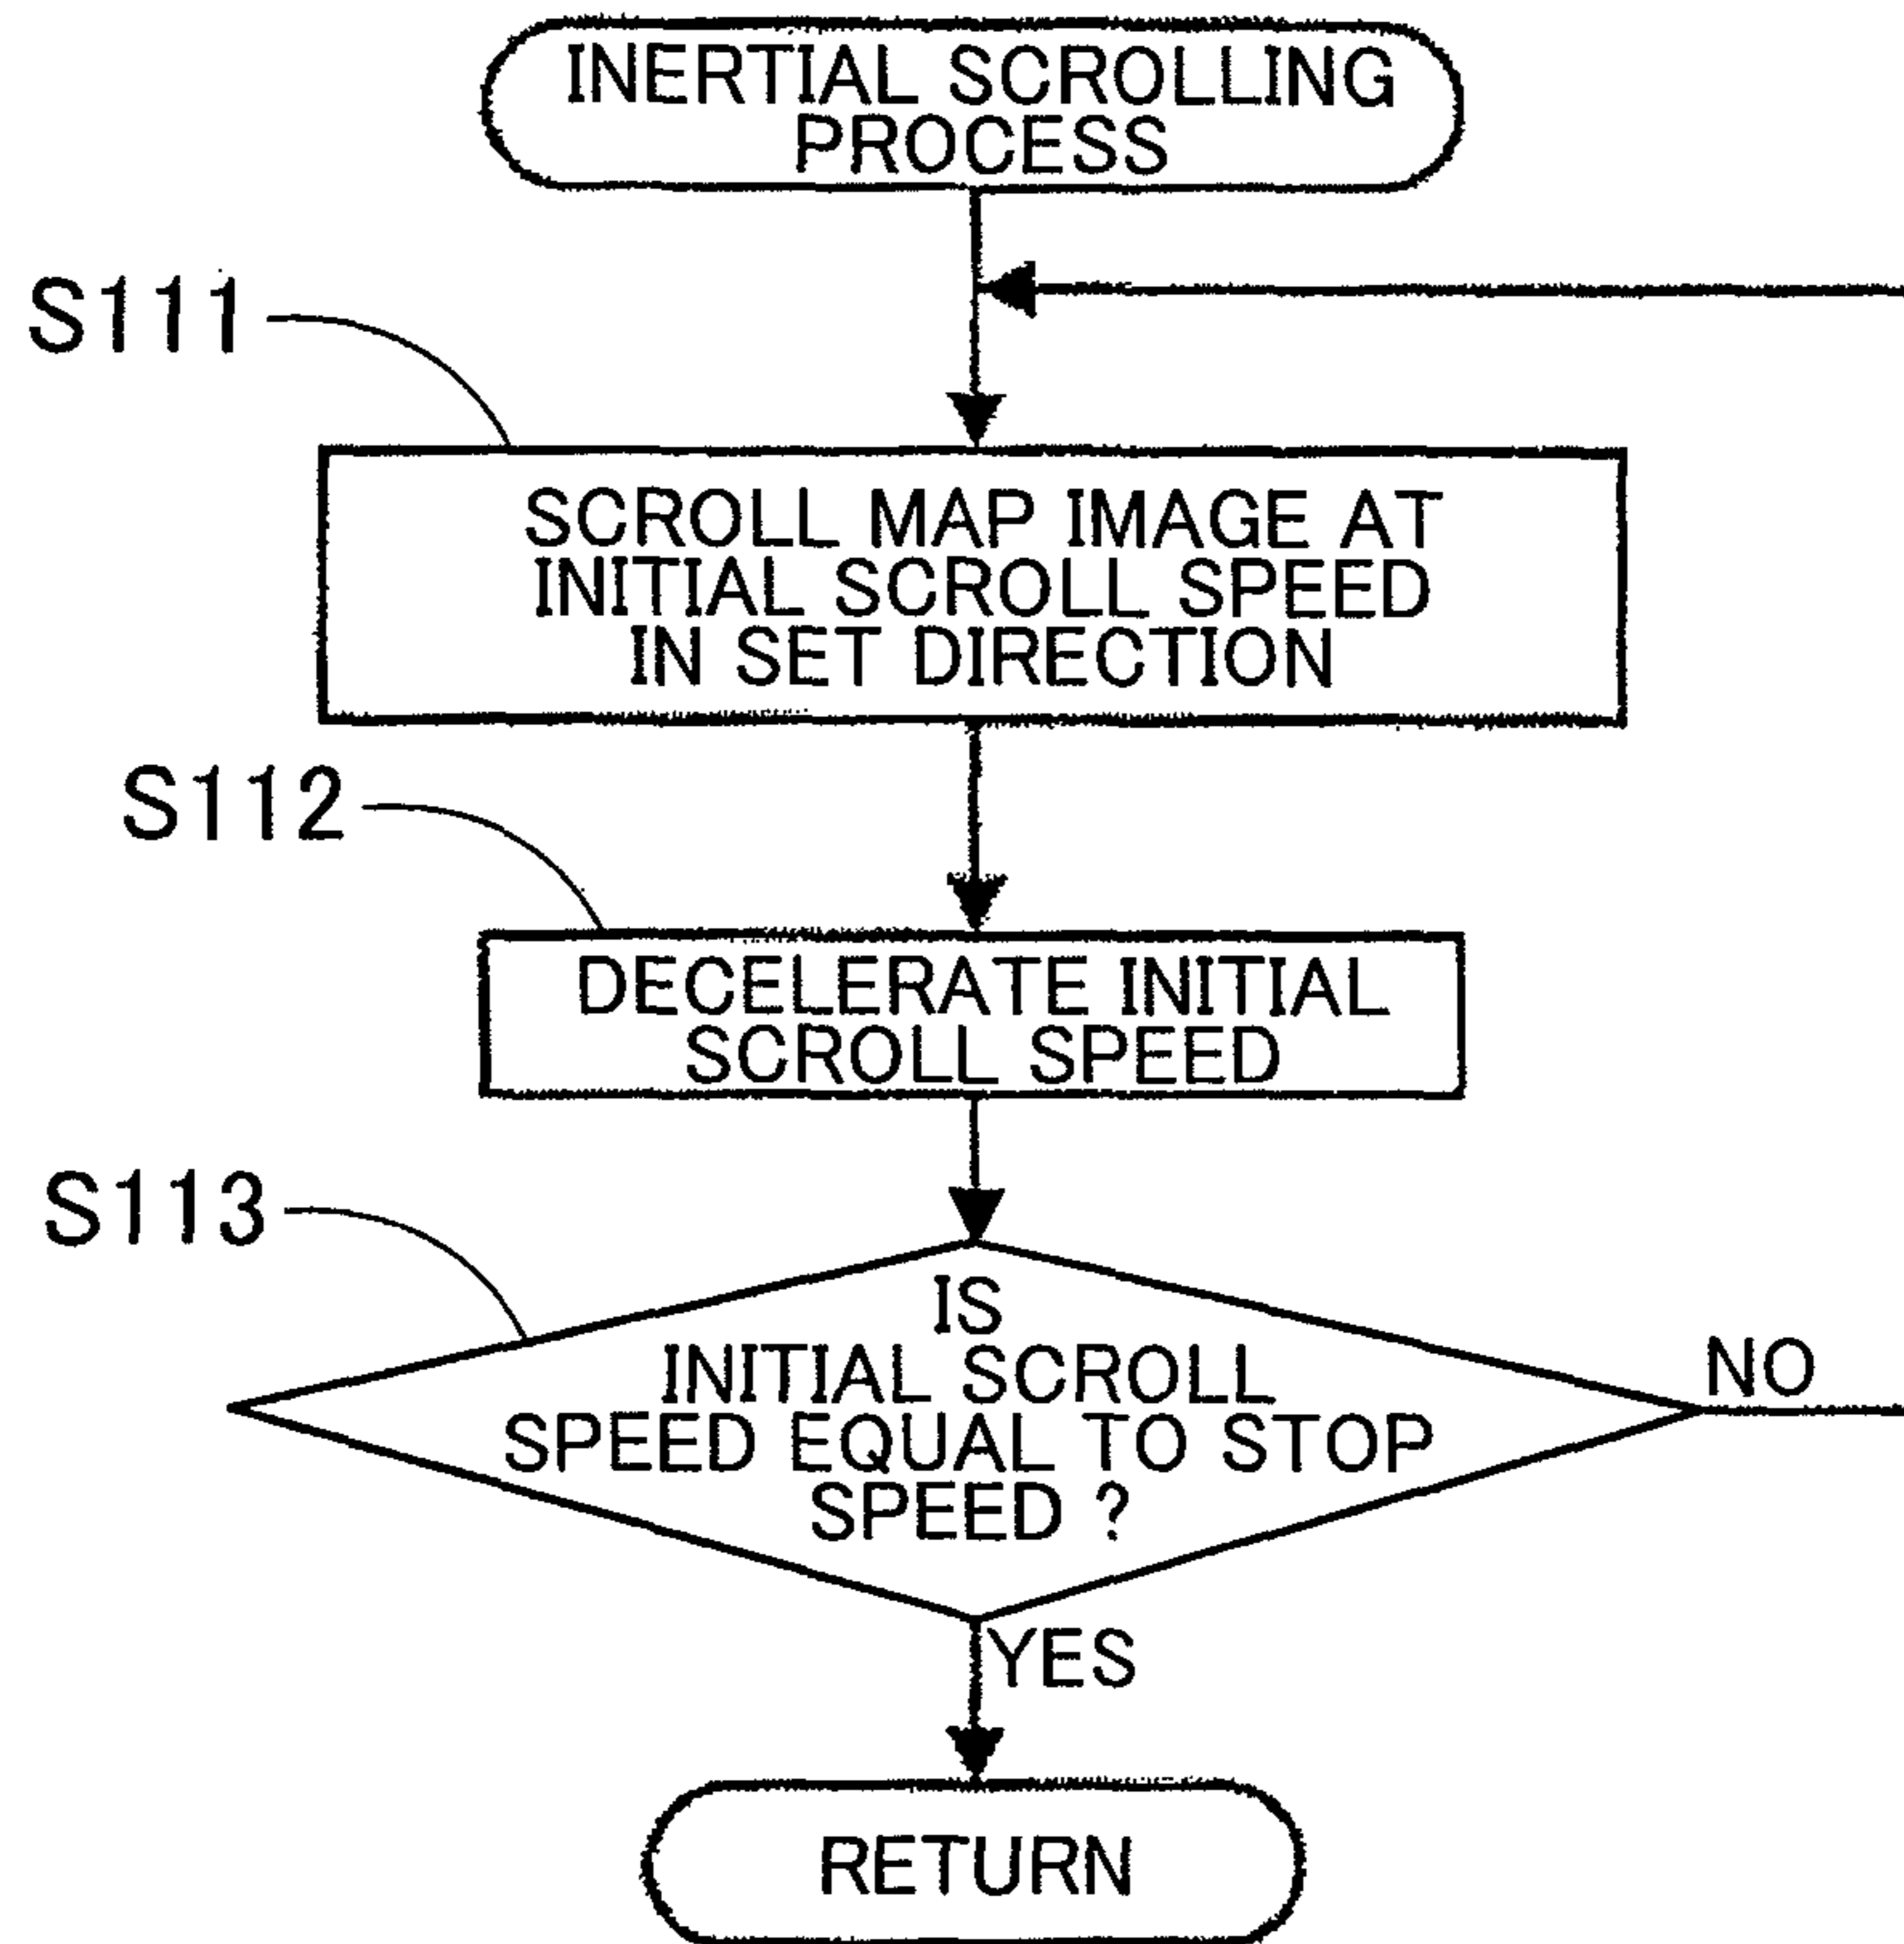 INERTIAL SCROLLING
PROCESS
S111
SCROLL MAP IMAGE AT
INITIAL SCROLL SPEED
IN SET DIRECTION
S112
DECELERATE INITIAL
SCROLL SPEED
S113
IS
INITIAL SCROLL
SPEED EQUAL TO STOP
SPEED ?
NO
YES
RETURN